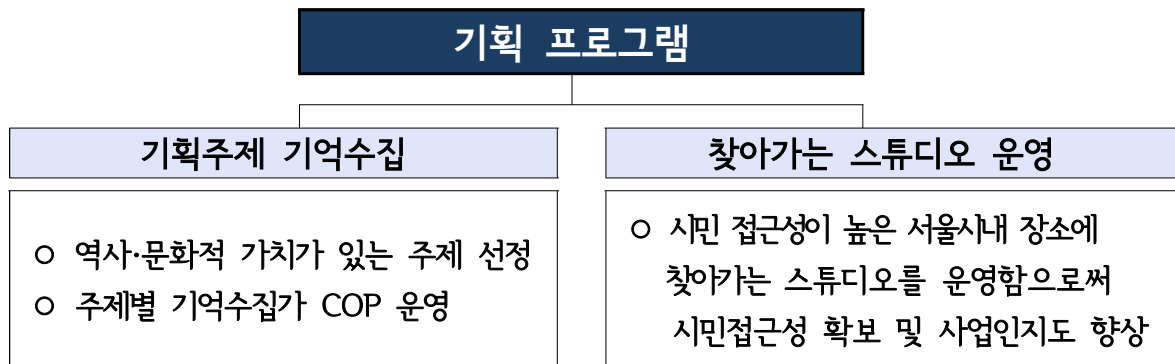 기획 프로그램
기획주제 기억수집
○ 역사·문화적 가치가 있는 주제 선정
○ 주제별 기억수집가 COP 운영
찾아가는 스튜디오 운영
○ 시민 접근성이 높은 서울시내 장소에
찾아가는 스튜디오를 운영함으로써
시민접근성 확보 및 사업인지도 향상